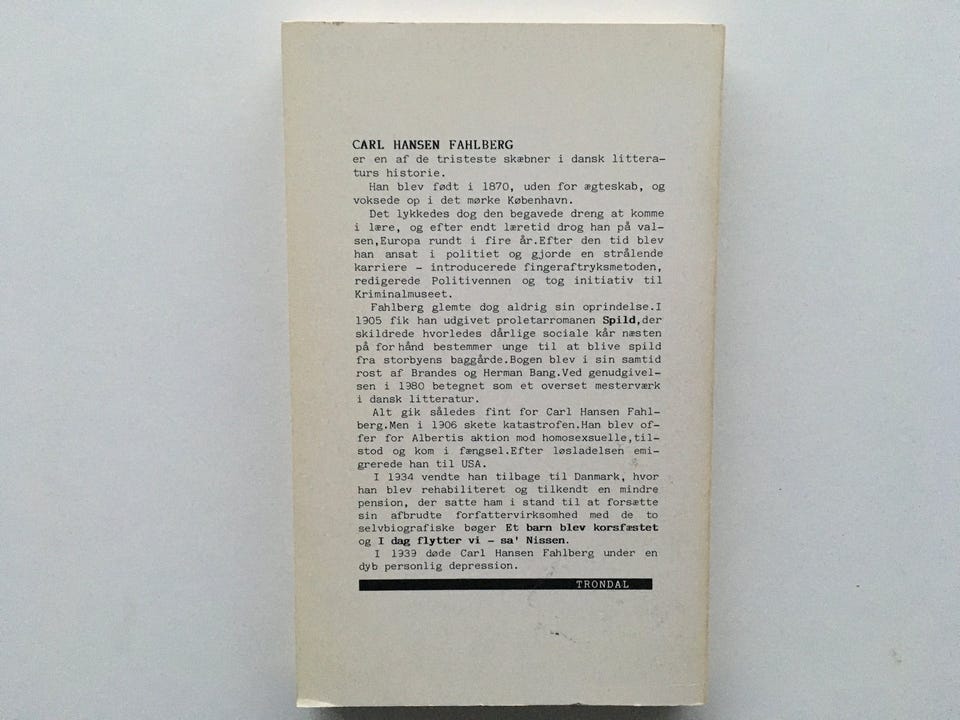 CARL HANSEN FAHLBERG
er en af de tristeste skæbner i dansk littera-
turs historie.
Han blev født i 1870, uden for ægteskab, og
voksede op i det mørke København.
Det lykkedes dog den begavede dreng at komme
i lære, og efter endt læretid drog han på val-
sen,Europa rundt i fire år.Efter den tid blev
han ansat i politiet og gjorde en strålende
karriere - introducerede fingeraftryksmetoden,
redigerede Politivennen og tog initiativ til
Kriminalmuseet.
Fahlberg glemte dog aldrig sin oprindelse.I
1905 fik han udgivet proletarromanen Spild,der
skildrede hvorledes dårlige sociale kår næsten
på forhånd bestemmer unge til at blive spild
fra storbyens baggårde.Bogen blev i sin samtid
rost af Brandes og Herman Bang.Ved genudgivel-
sen i 1980 betegnet som et overset mesterværk
i dansk litteratur.
Alt gik således fint for Carl Hansen Fahl-
berg.Men i 1906 skete katastrofen.Han blev of-
fer for Albertis aktion mod homosexuelle,til-
stod og kom i fængsel.Efter løsladelsen emi-
grerede han til USA.
I 1934 vendte han tilbage til Danmark, hvor
han blev rehabiliteret og tilkendt en mindre
pension, der satte ham i stand til at forsætte
sin afbrudte forfattervirksomhed med de to
selvbiografiske bøger Et barn blev korsfæstet
og I dag flytter vi - sa' Nissen.
I 1939 døde Carl Hansen Fahlberg under en
dyb personlig depression.
TRONDAL